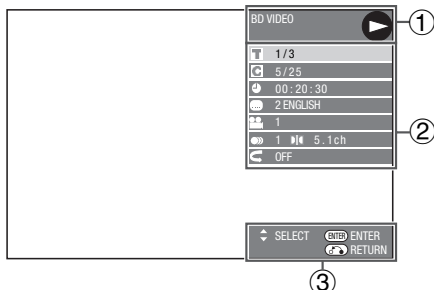 BD VIDEO
1
T 1/3
C 5/25
00:20:30
2 ENGLISH
1
1 5.1ch
OFF
2
SELECT ENTER ENTER
RETURN
3